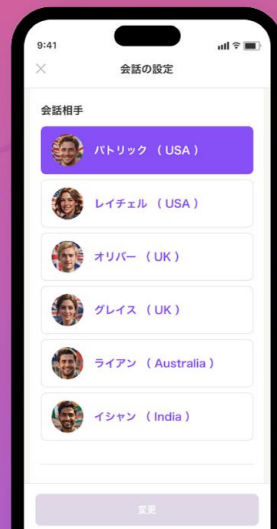 9:41
会話の設定
会話相手
パトリック （ USA ）
レイチェル （ USA ）
オリバー （ UK ）
グレイス （ UK ）
ライアン （ Australia ）
イシャン （ India ）
変更